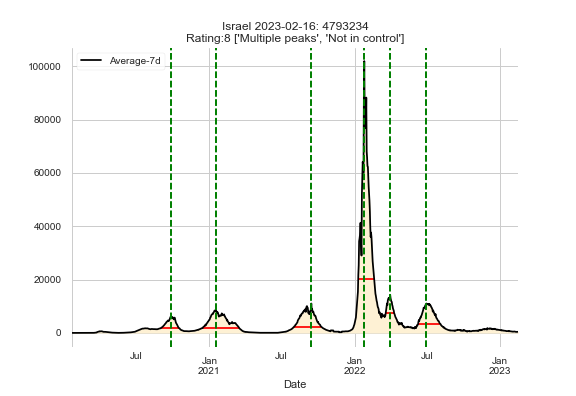 Israel 2023-02-16: 4793234
Rating:8 ['Multiple peaks', 'Not in control']
Average-7d
100000
80000
60000
40000
20000
0
Jul
Jan
2021
Jul
Jan
2022
Jul
Jan
2023
Date